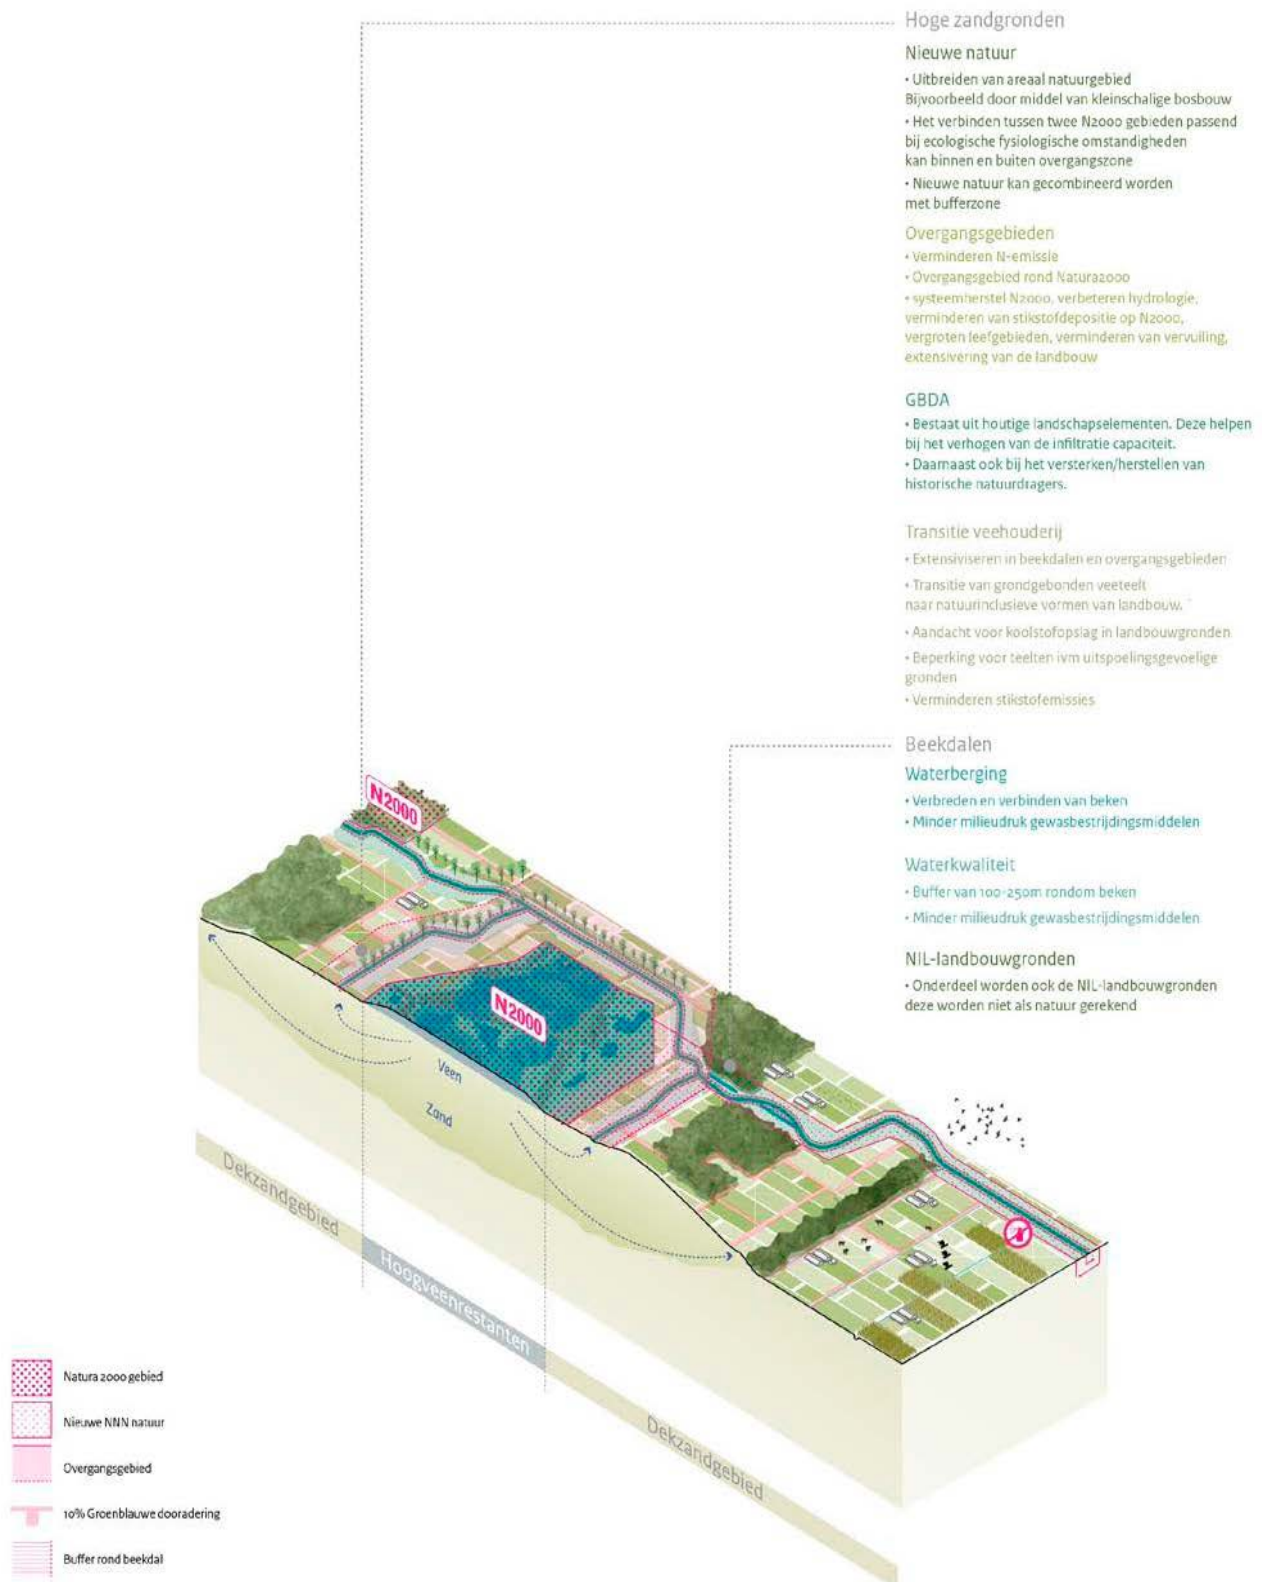 Hoge zandgronden
Nieuwe natuur
• Uitbreiden van areaal natuurgebied
Bijvoorbeeld door middel van kleinschalige bosbouw
• Het verbinden tussen twee N2000 gebieden passend
bij ecologische fysiologische omstandigheden
kan binnen en buiten overgangszone
• Nieuwe natuur kan gecombineerd worden
met bufferzone
Overgangsgebieden
• Verminderen N-emissie
• Overgangsgebied rond Natura2000
• systeemherstel N2000, verbeteren hydrologie,
verminderen van stikstofdepositie op N2000,
vergroten leefgebieden, verminderen van vervuiling,
extensivering van de landbouw
GBDA
• Bestaat uit houtige landschapselementen. Deze helpen
bij het verhogen van de infiltratie capaciteit.
• Daarnaast ook bij het versterken/herstellen van
historische natuurdragers.
Transitie veehouderij
• Extensiviseren in beekdalen en overgangsgebieden
• Transitie van grondgebonden veeteelt
naar natuurinclusieve vormen van landbouw.
• Aandacht voor koolstofopslag in landbouwgronden
• Beperking voor teelten ivm uitspoelingsgevoelige
gronden
• Verminderen stikstofemissies
Beekdalen
Waterberging
• Verbreden en verbinden van beken
• Minder milieudruk gewasbestrijdingsmiddelen
Waterkwaliteit
• Buffer van 100-250m rondom beken
• Minder milieudruk gewasbestrijdingsmiddelen
NIL-landbouwgronden
• Onderdeel worden ook de NIL-landbouwgronden
deze worden niet als natuur gerekend
N2000
N2000
Veen
Zand
Dekzandgebied
Hoogveenrestanten
Dekzandgebied
Natura 2000 gebied
Nieuwe NNN natuur
Overgangsgebied
10% Groenblauwe dooradering
Buffer rond beekdal